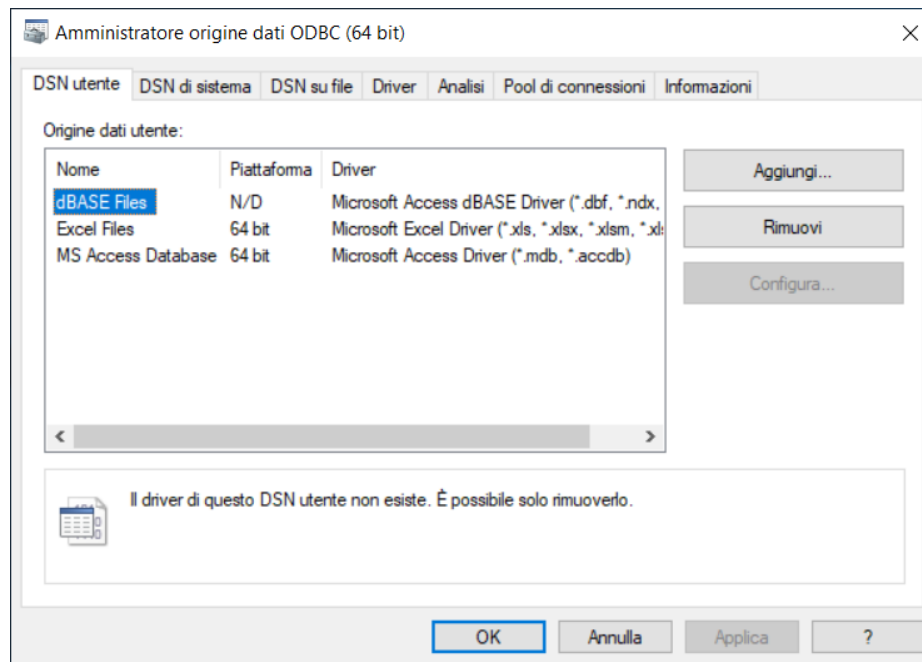 Amministratore origine dati ODBC (64 bit)
DSN utente DSN di sistema DSN su file Driver Analisi Pool di connessioni Informazioni
Origine dati utente:
Nome Piattaforma Driver
dBASE Files N/D Microsoft Access dBASE Driver (*.dbf, *.ndx,
Excel Files 64 bit Microsoft Excel Driver (*.xls, *.xlsx, *.xlsm, *.xl
MS Access Database 64 bit Microsoft Access Driver (*.mdb, *.accdb)
Aggiungi...
Rimuovi
Configura...
Il driver di questo DSN utente non esiste. È possibile solo rimuoverlo.
OK Annulla Applica ?